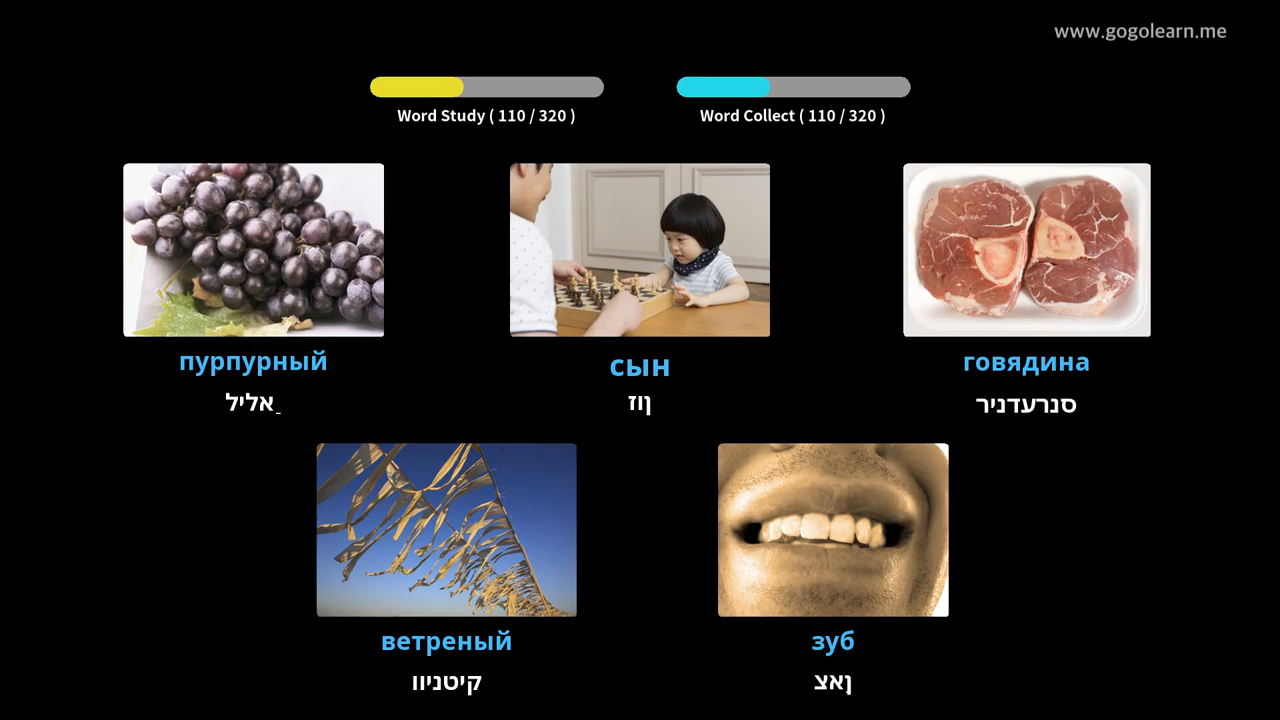 www.gogolearn.me
Word Study ( 110 / 320 )
Word Collect ( 110 / 320 )
пурпурный
לילאַ
сын
זון
говядина
רינדערנס
ветреный
ווינטיק
зуб
צאָן